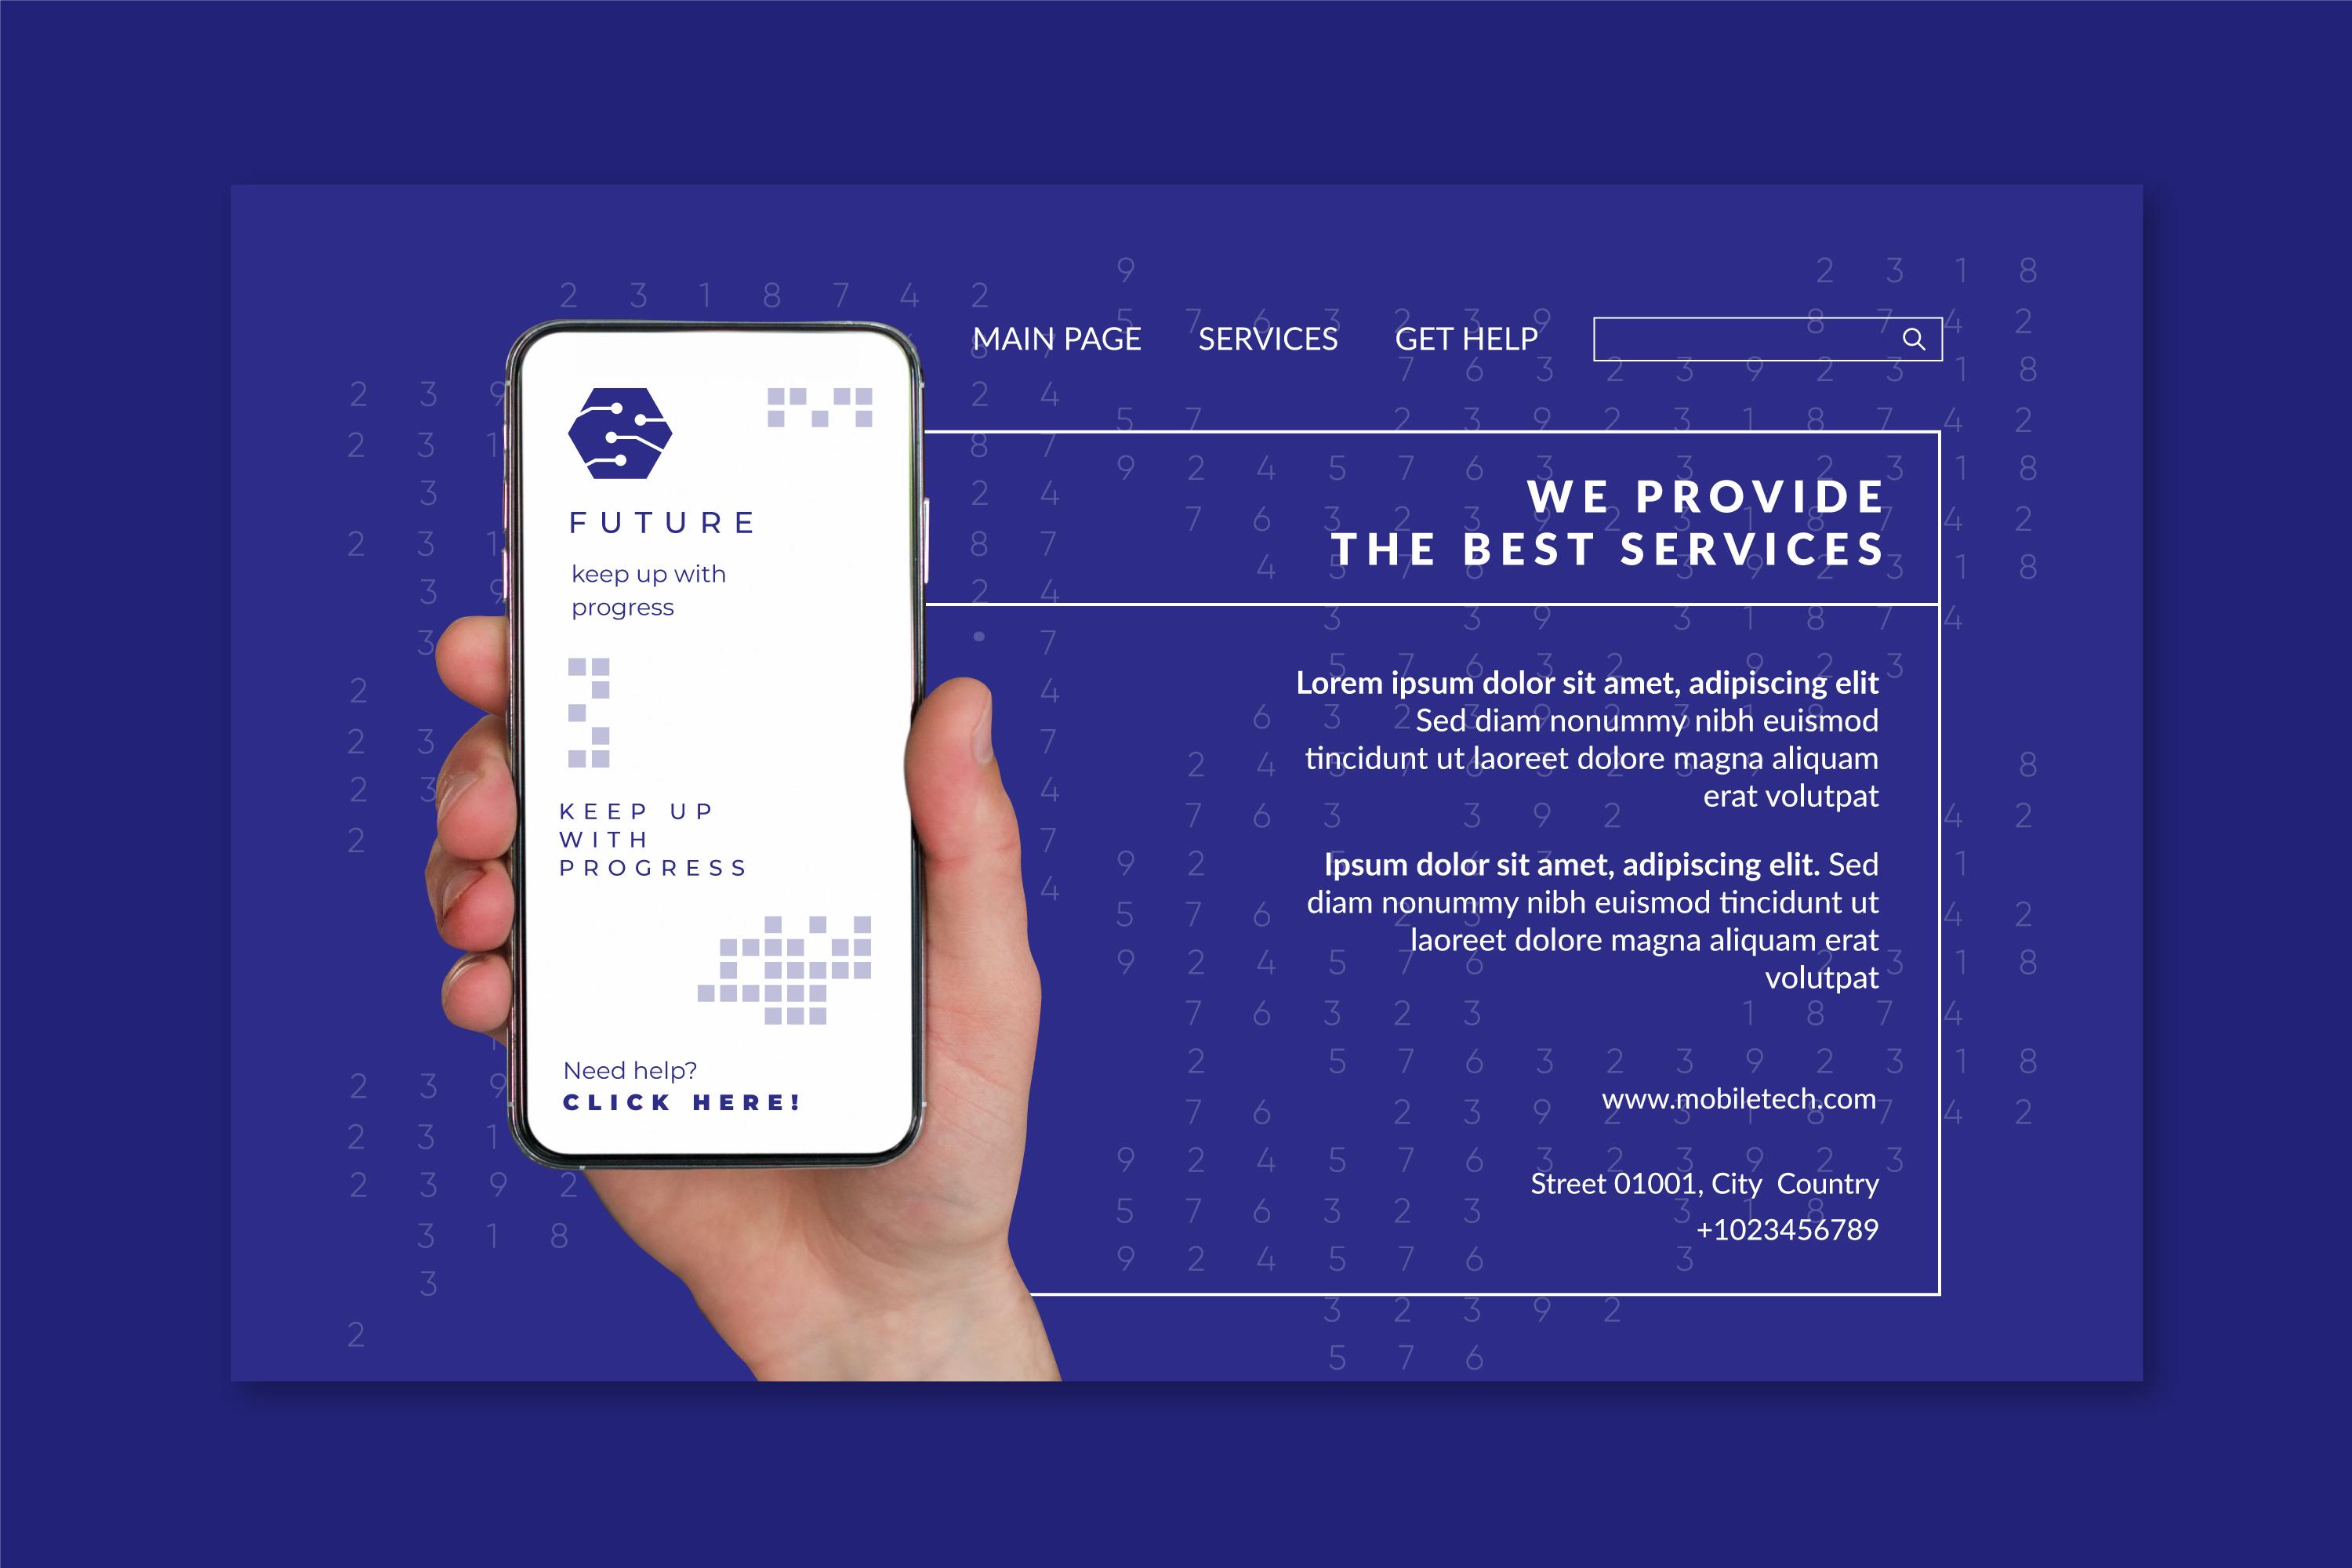 MAIN PAGE
SERVICES
GET HELP
FUTURE
keep up with
progress
KEEP UP
WITH
PROGRESS
Need help?
CLICK HERE!
WE PROVIDE
THE BEST SERVICES
Lorem ipsum dolor sit amet, adipiscing elit
Sed diam nonummy nibh euismod
tincidunt ut laoreet dolore magna aliquam
erat volutpat
Ipsum dolor sit amet, adipiscing elit. Sed
diam nonummy nibh euismod tincidunt ut
laoreet dolore magna aliquam erat
volutpat
www.mobiletech.com
Street 01001, City Country
+1023456789